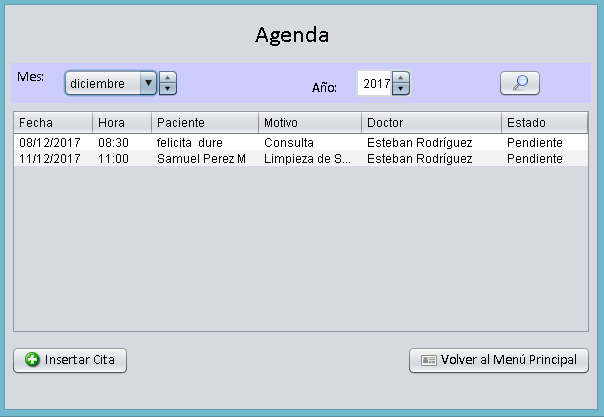 Agenda
Mes: diciembre Año: 2017
Fecha Hora Paciente Motivo Doctor Estado
08/12/2017 08:30 felicita dure Consulta Esteban Rodríguez Pendiente
11/12/2017 11:00 Samuel Perez M Limpieza de S... Esteban Rodríguez Pendiente
Insertar Cita Volver al Menú Principal